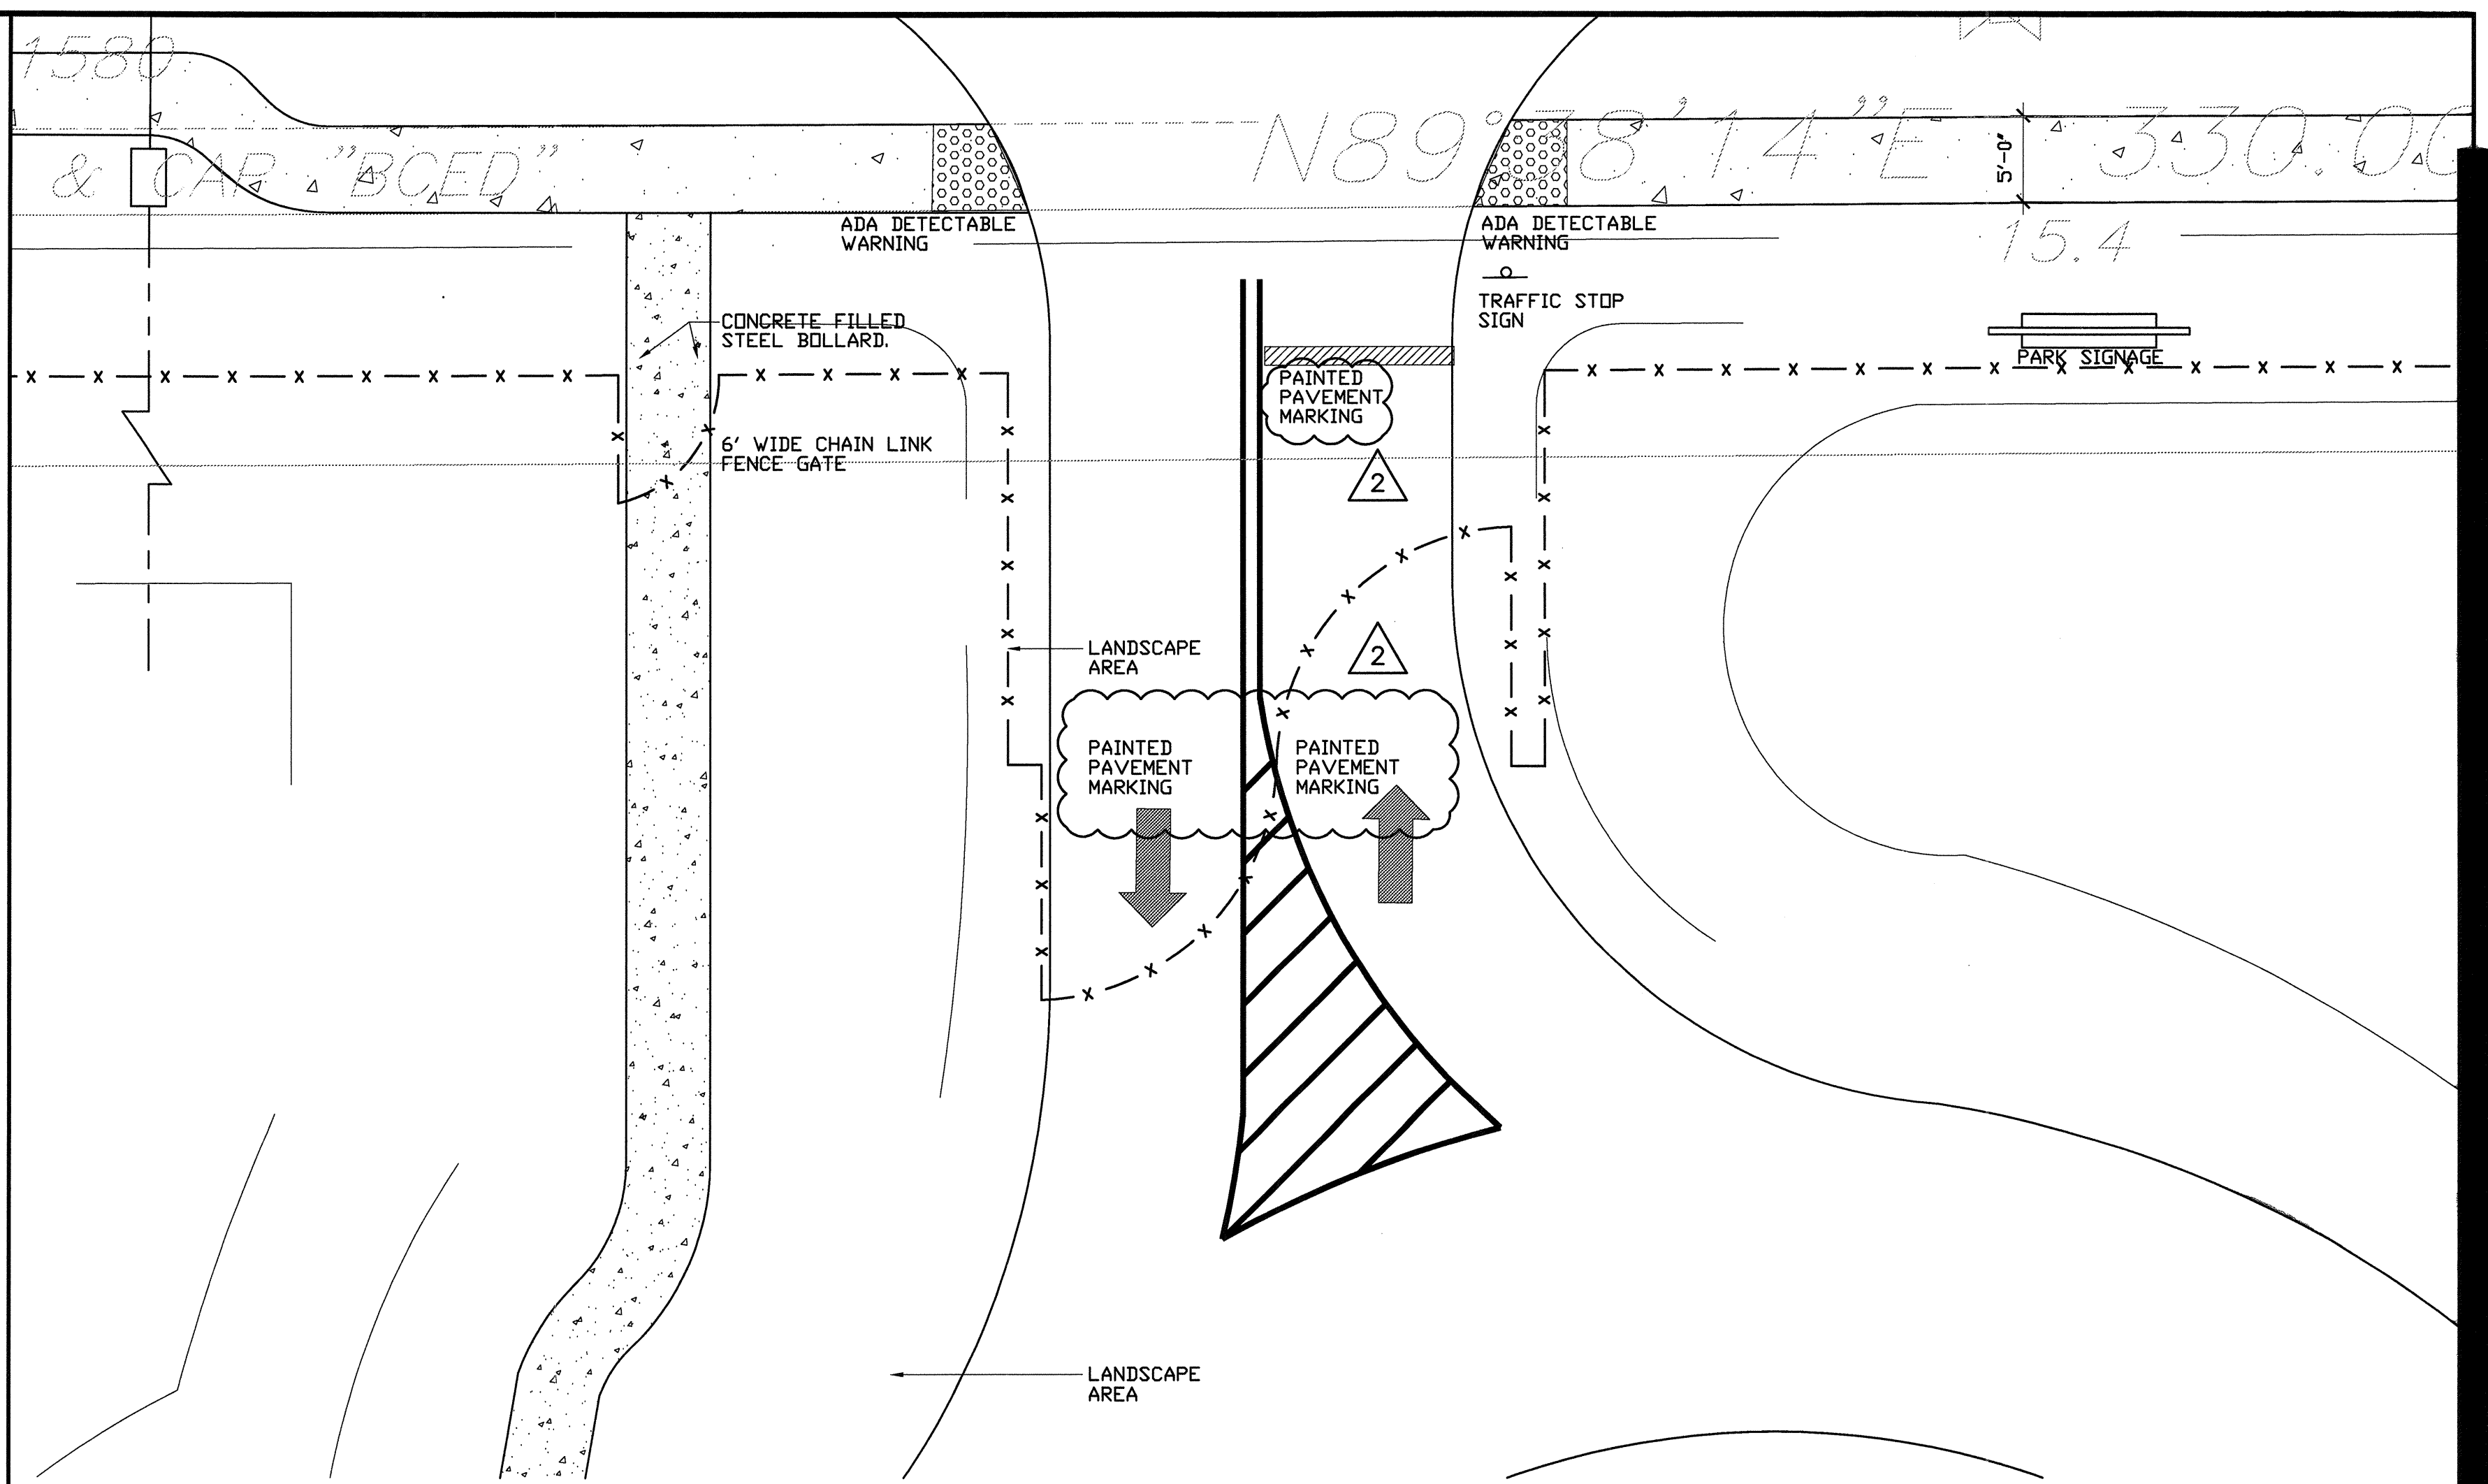 1580
N89°38'14"E 330.00
& CAP "BCED"
5'-0"
ADA DETECTABLE
WARNING
ADA DETECTABLE
WARNING
15.4
TRAFFIC STOP
SIGN
CONCRETE FILLED
STEEL BOLLARD.
PARK SIGNAGE
PAINTED
PAVEMENT
MARKING
6' WIDE CHAIN LINK
FENCE GATE
2
LANDSCAPE
AREA
2
PAINTED
PAVEMENT
MARKING
PAINTED
PAVEMENT
MARKING
LANDSCAPE
AREA